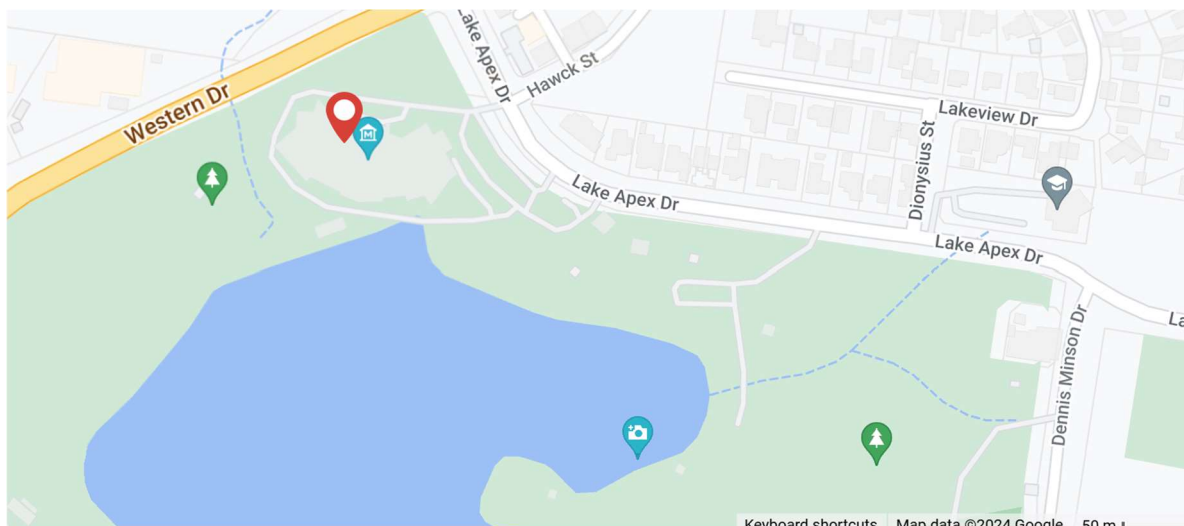 Western Dr
Lake Apex Dr
Hawck St
Lakeview Dr
Dionysius St
Lake Apex Dr
Lake Apex Dr
La
Dennis Minson Dr
M
Keyboard shortcuts
Map data ©2024 Google
50 m